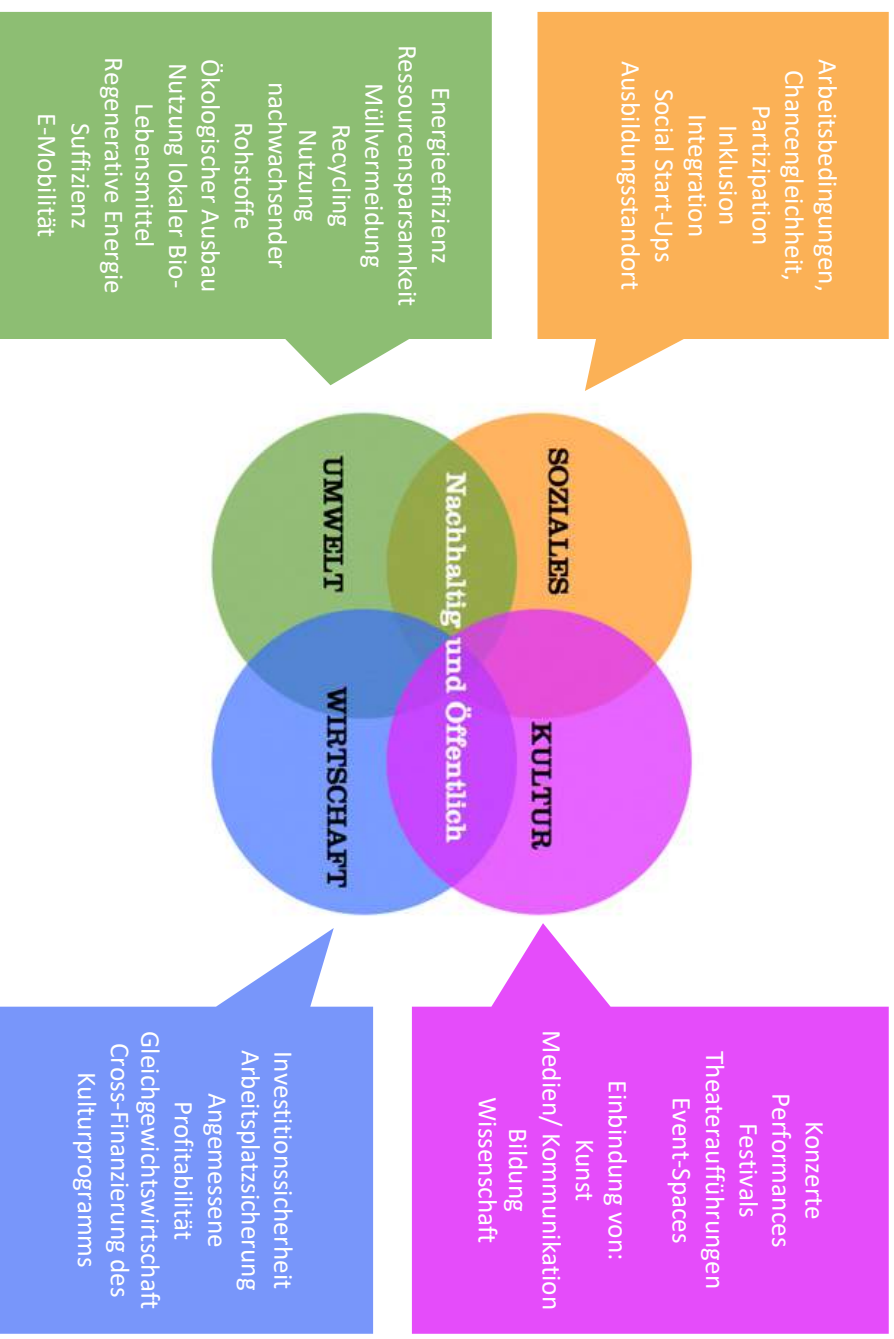 Arbeitsbedingungen,
Chancengleichheit,
Partizipation
Inklusion
Integration
Social Start-Ups
Ausbildungsstandort
Konzerte
Performances
Festivals
Theateraufführungen
Event-Spaces
Einbindung von:
Kunst
Medien/ Kommunikation
Bildung
Wissenschaft
SOZIALES
KULTUR
Nachhaltig und Öffentlich
UMWELT
WIRTSCHAFT
Energieeffizienz
Ressourcensparsamkeit
Müllvermeidung
Recycling
Nutzung
nachwachsender
Rohstoffe
Ökologischer Ausbau
Nutzung lokaler Bio-
Lebensmittel
Regenerative Energie
Suffizienz
E-Mobilität
Investitionssicherheit
Arbeitsplatzsicherung
Angemessene
Profitabilität
Gleichgewichtswirtschaft
Cross-Finanzierung des
Kulturprogramms